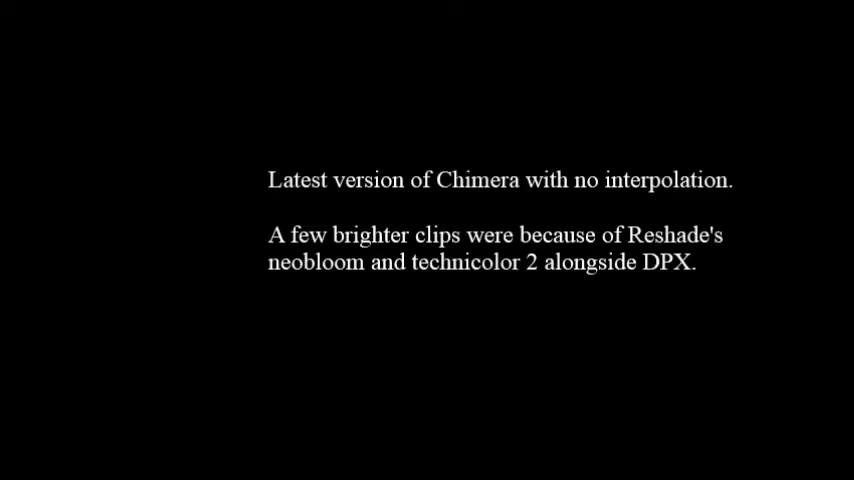 Latest version of Chimera with no interpolation.
A few brighter clips were because of Reshade's
neobloom and technicolor 2 alongside DPX.